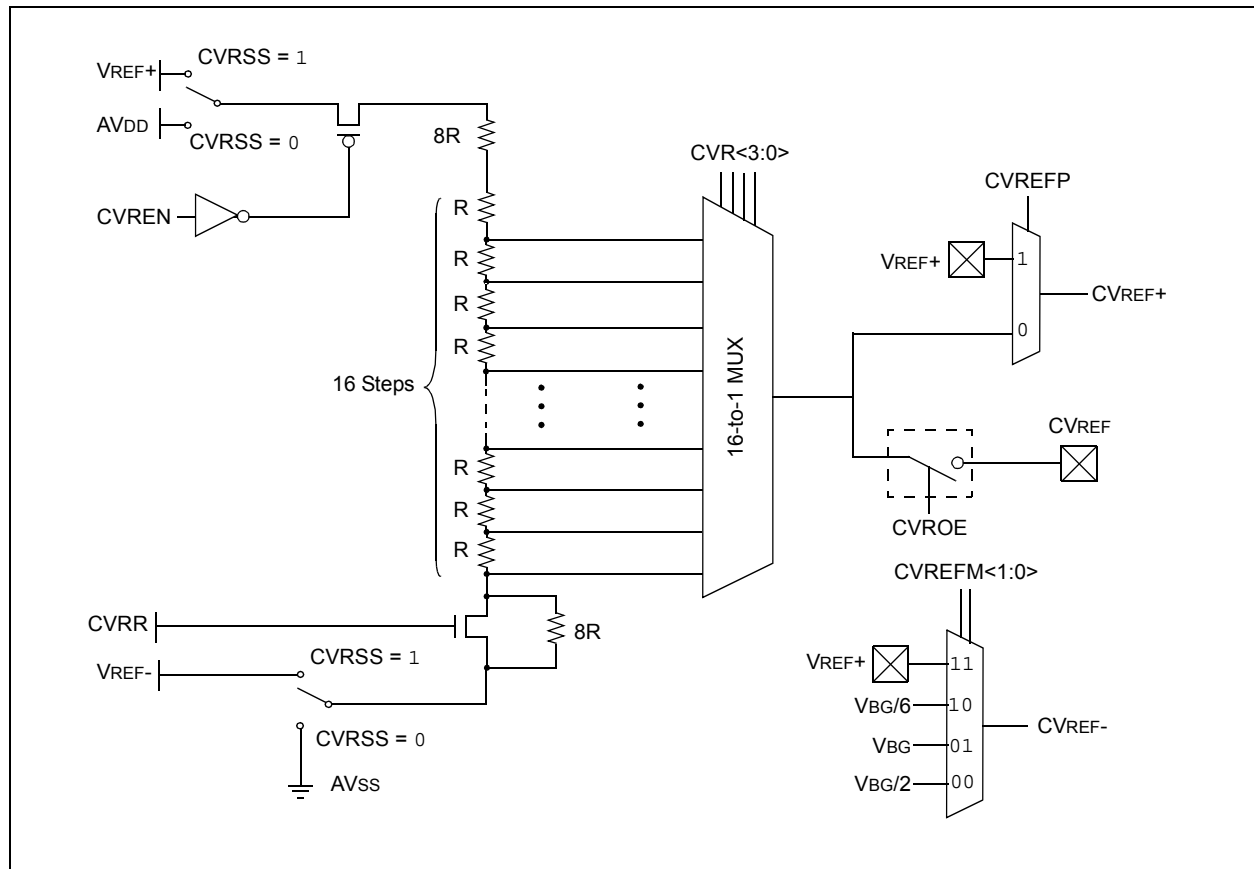 CVRSS = 1
VREF+
AVDD
CVRSS = 0
8R
CVREN
R
R
R
R
16 Steps
R
R
R
CVR<3:0>
16-to-1 MUX
CVREFP
VREF+
1
CVREF+
0
CVREF
CVROE
CVRR
8R
CVRSS = 1
VREF-
CVRSS = 0
AVSS
CVREFM<1:0>
VREF+
11
VBG/6
10
CVREF-
VBG
01
VBG/2
00